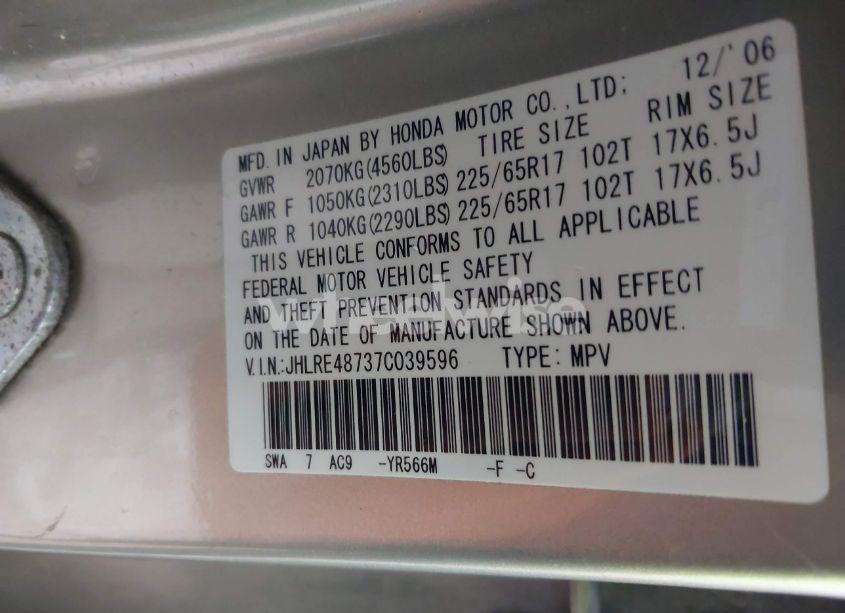 MFD. IN JAPAN BY HONDA MOTOR CO., LTD: 12/'06
GVWR 2070KG(4560LBS) TIRE SIZE RIM SIZE
GAWR F 1050KG(2310LBS) 225/65R17 102T 17X6.5J
GAWR R 1040KG(2290LBS) 225/65R17 102T 17X6.5J
THIS VEHICLE CONFORMS TO ALL APPLICABLE
FEDERAL MOTOR VEHICLE SAFETY
AND THEFT PREVENTION STANDARDS IN EFFECT
ON THE DATE OF MANUFACTURE SHOWN ABOVE.
V.I.N.:JHLRE48737C039596 TYPE: MPV
SWA 7 AC9 -YR566M -F -C
wheelwise